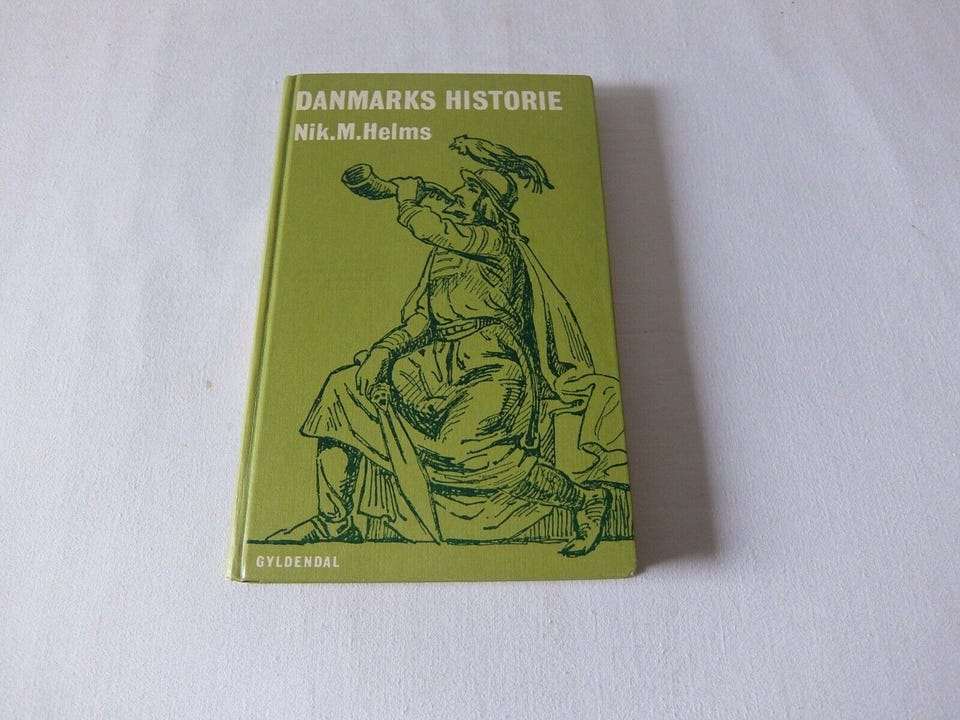 DANMARKS HISTORIE
Nik.M.Helms
GYLDENDAL